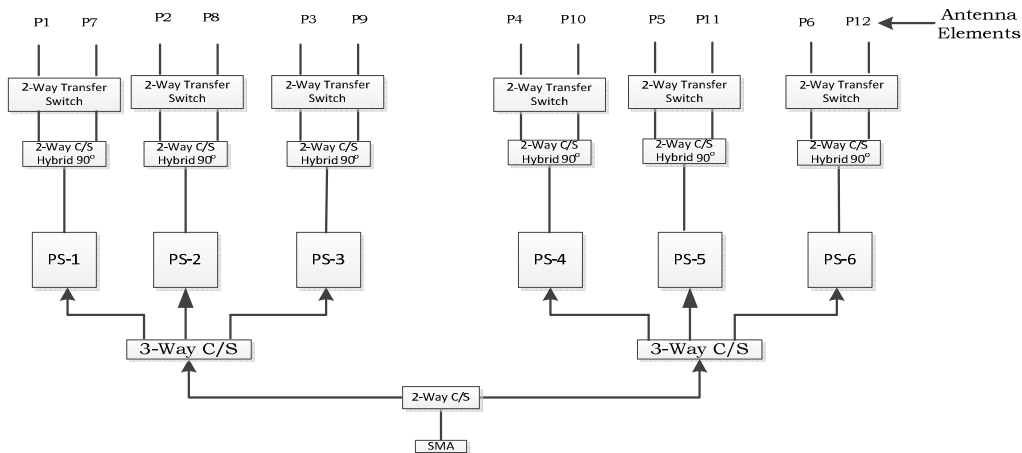 P1 P7 P2 P8 P3 P9 P4 P10 P5 P11 P6 P12 Antenna
Elements
2-Way Transfer
Switch
2-Way Transfer
Switch
2-Way Transfer
Switch
2-Way Transfer
Switch
2-Way Transfer
Switch
2-Way Transfer
Switch
2-Way C/S
Hybrid 90°
2-Way C/S
Hybrid 90°
2-Way C/S
Hybrid 90°
2-Way C/S
Hybrid 90°
2-Way C/S
Hybrid 90°
2-Way C/S
Hybrid 90°
PS-1 PS-2 PS-3 PS-4 PS-5 PS-6
3-Way C/S 3-Way C/S
2-Way C/S
SMA